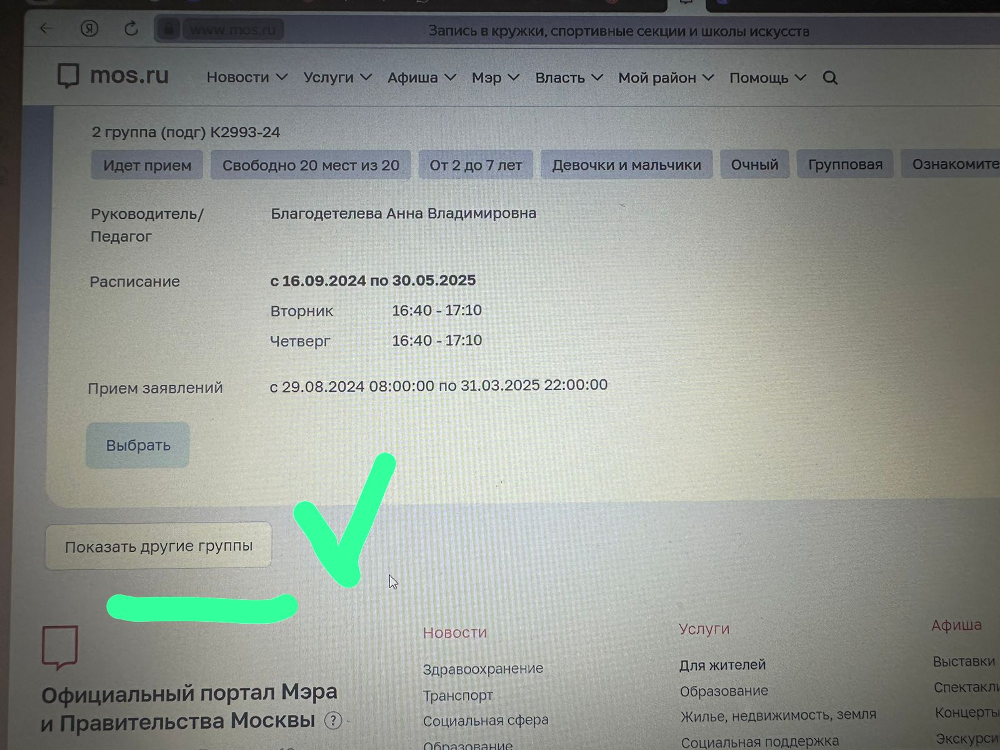 www.mos.ru
Запись в кружки, спортивные секции и школы искусств
mos.ru Новости Услуги Афиша Мэр Власть Мой район Помощь
2 группа (подг) К2993-24
Идет прием Свободно 20 мест из 20 От 2 до 7 лет Девочки и мальчики Очный Групповая Ознакомите
Руководитель/ Благодетелева Анна Владимировна
Педагог
Расписание с 16.09.2024 по 30.05.2025
Вторник 16:40 - 17:10
Четверг 16:40 - 17:10
Прием заявлений с 29.08.2024 08:00:00 по 31.03.2025 22:00:00
Выбрать
Показать другие группы
Официальный портал Мэра
и Правительства Москвы ?
Новости
Здравоохранение
Транспорт
Социальная сфера
Образование
Услуги
Для жителей
Образование
Жилье, недвижимость, земля
Социальная поддержка
Афиша
Выставки
Спектакли
Концерты
Экскурси